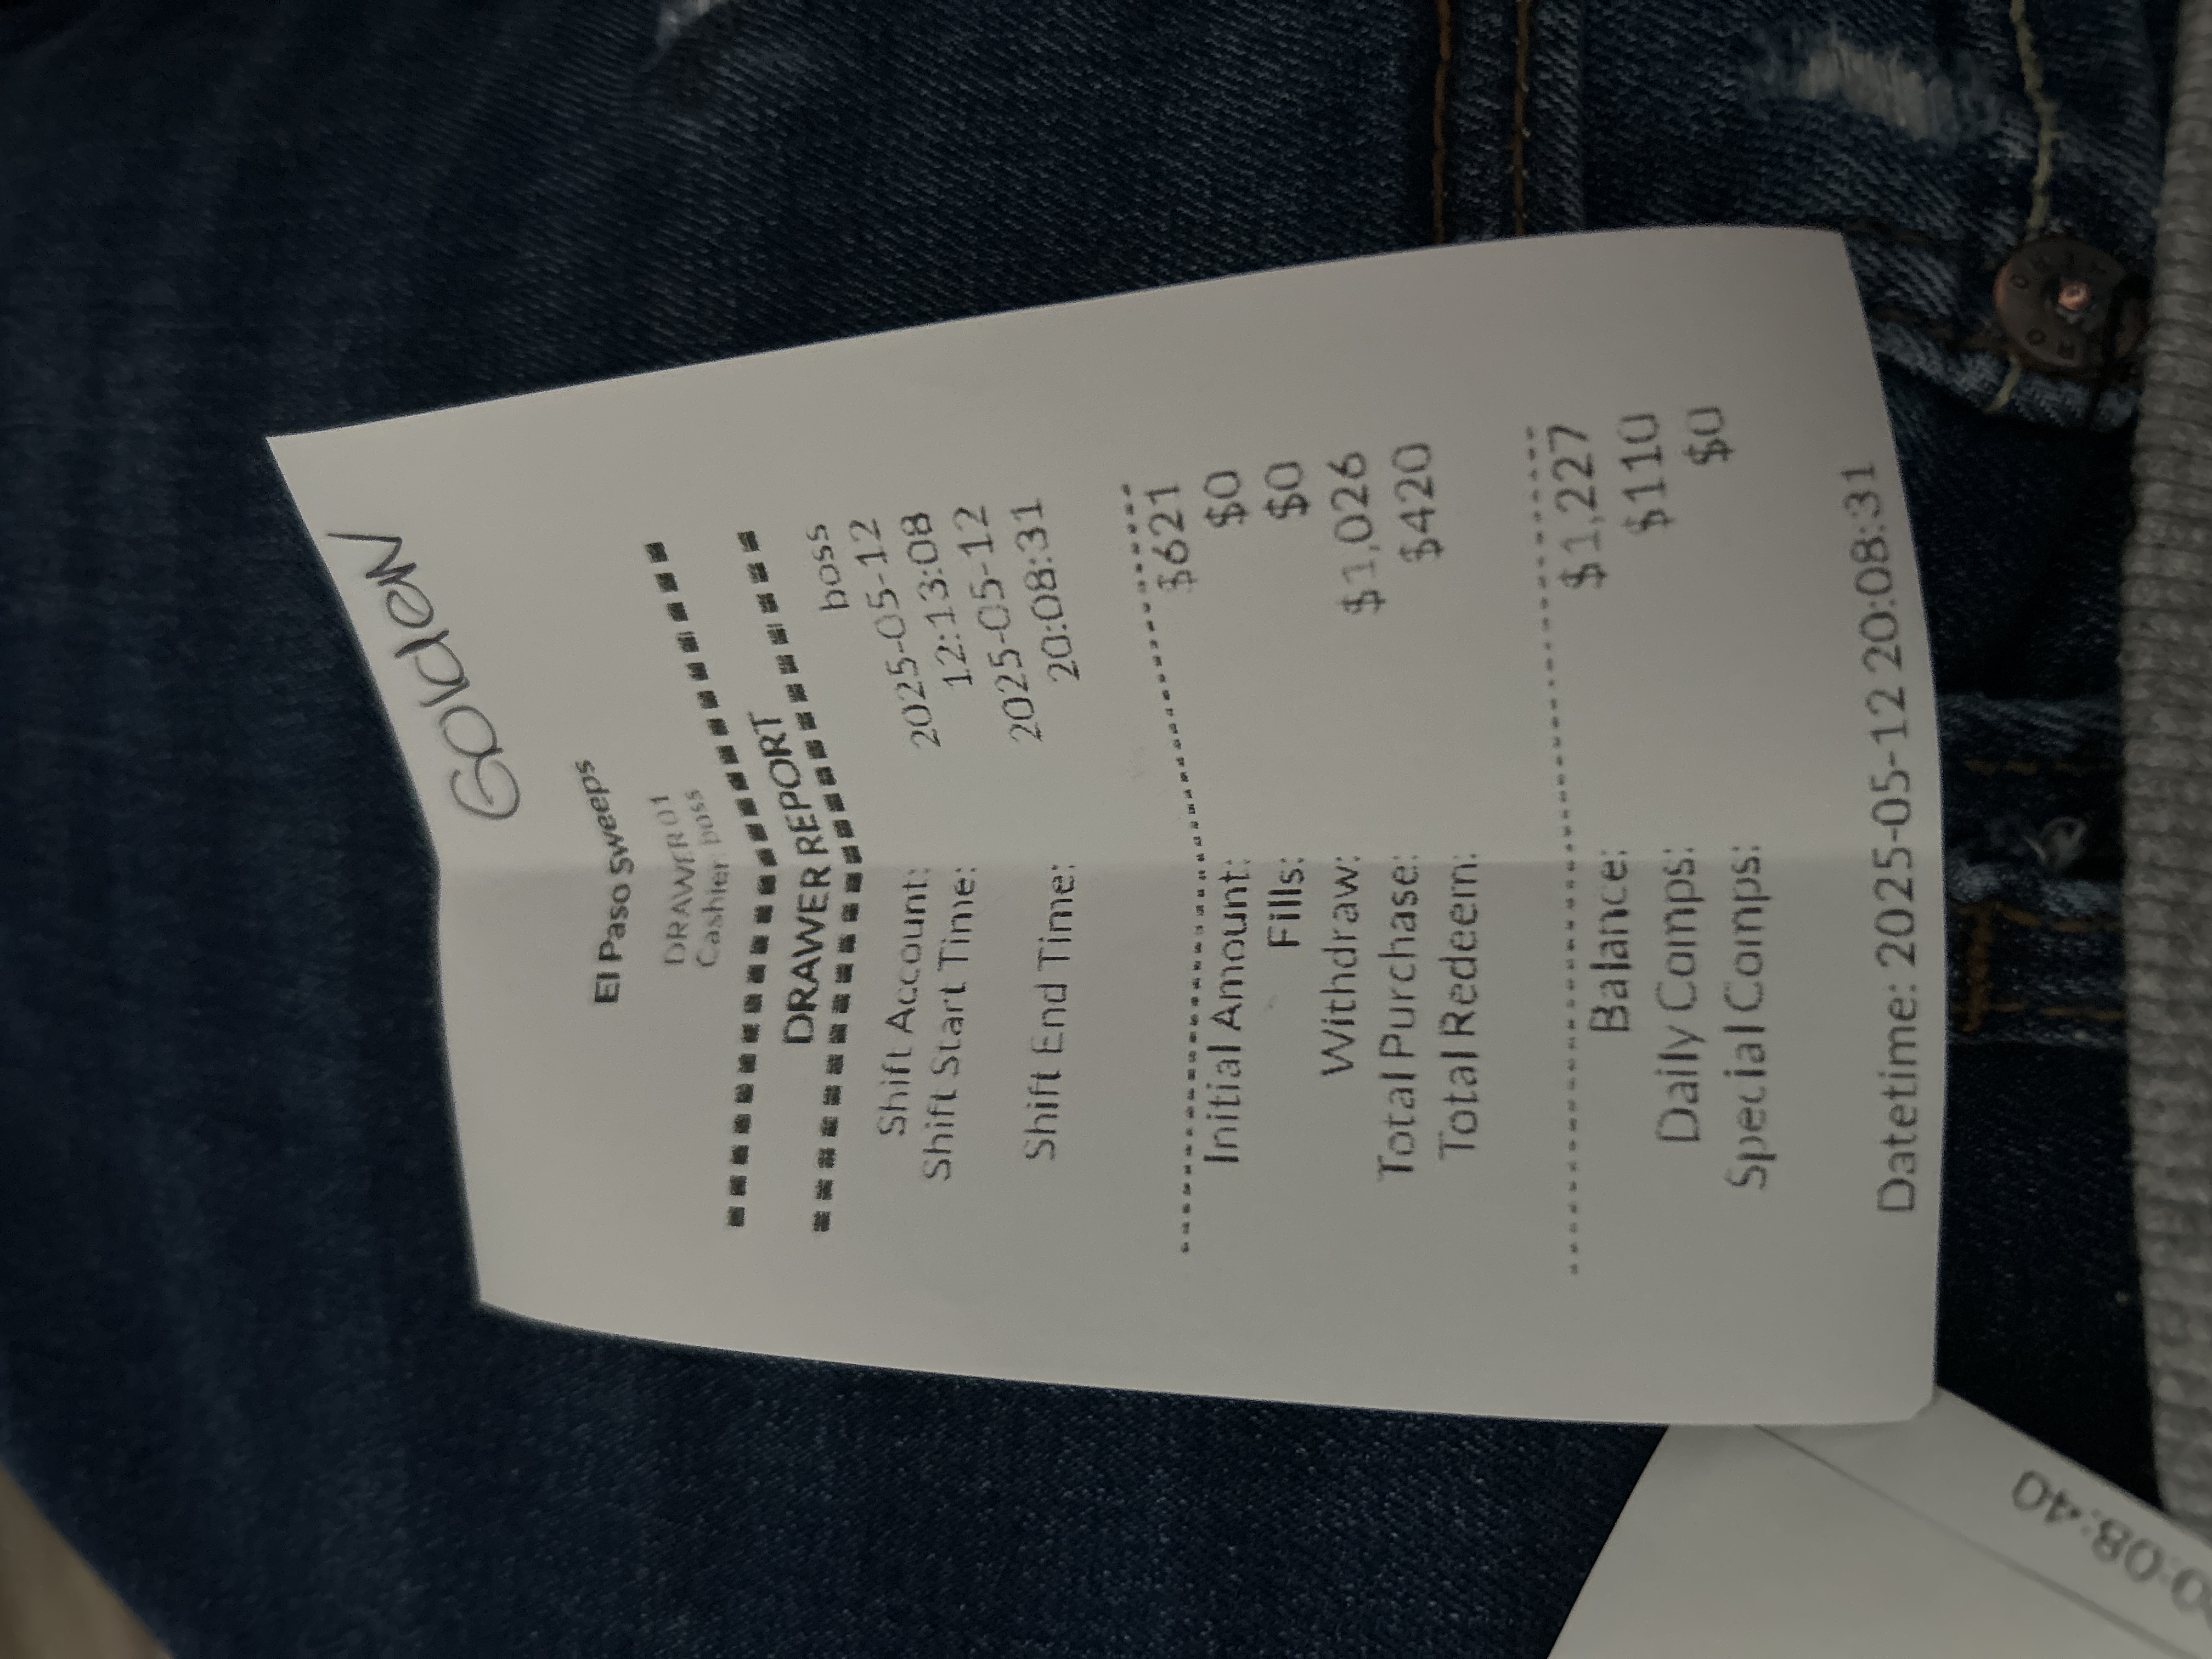 Golden
El Paso Sweeps
DRAWER 01
Cashier: boss
DRAWER REPORT
Shift Account: boss
Shift Start Time: 2025-05-12
12:13:08
Shift End Time: 2025-05-12
20:08:31
Initial Amount: $621
Fills: $0
Withdraw: $0
Total Purchase: $1,026
Total Redeem: $420
Balance: $1,227
Daily Comps: $110
Special Comps: $0
Datetime: 2025-05-12 20:08:31
0:08:40